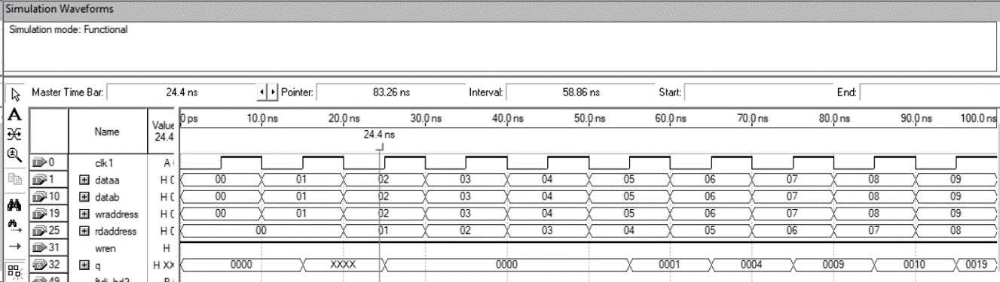 Simulation Waveforms
Simulation mode: Functional
Master Time Bar: 24.4 ns Pointer: 83.26 ns Interval: 58.86 ns Start: End:
Name Value 24.4 0 ps 10.0 ns 20.0 ns 30.0 ns 40.0 ns 50.0 ns 60.0 ns 70.0 ns 80.0 ns 90.0 ns 100.0 ns
24.4 ns
0 clk1 A
1 dataa H 00 01 02 03 04 05 06 07 08 09
10 datab H 00 01 02 03 04 05 06 07 08 09
19 wraddress H 00 01 02 03 04 05 06 07 08 09
25 rdaddress H 00 01 02 03 04 05 06 07 08
31 wren H
32 q H XX 0000 XXXX 0000 0001 0004 0009 0010 0019